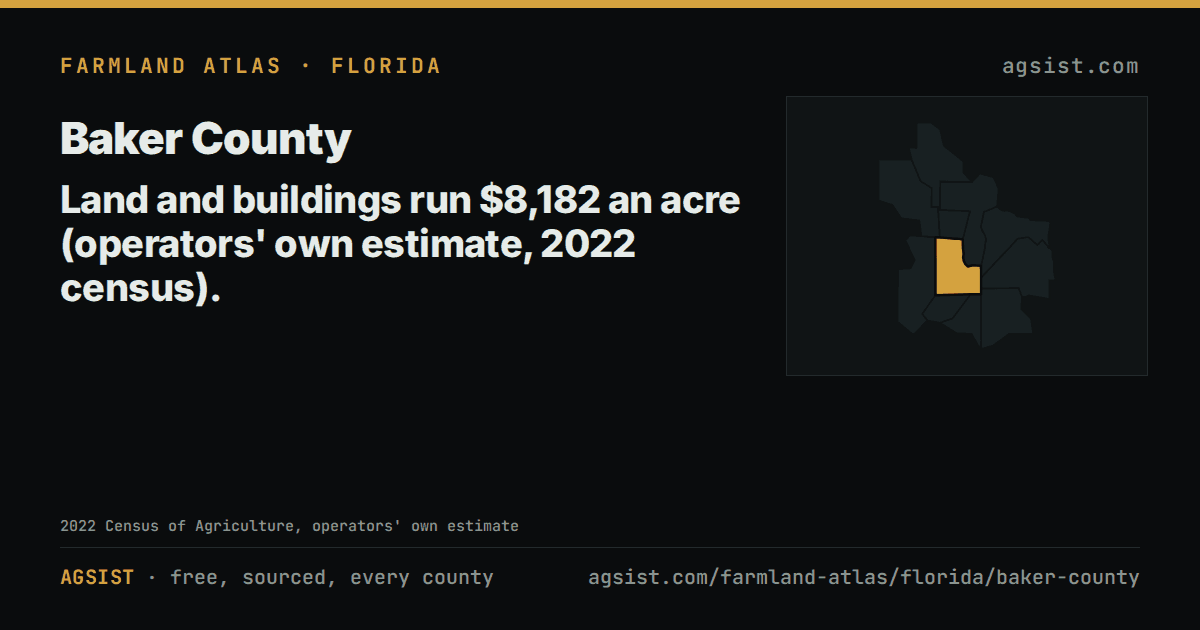 FARMLAND ATLAS · FLORIDA
agsist.com
Baker County
Land and buildings run $8,182 an acre
(operators' own estimate, 2022
census).
2022 Census of Agriculture, operators' own estimate
AGSIST · free, sourced, every county
agsist.com/farmland-atlas/florida/baker-county